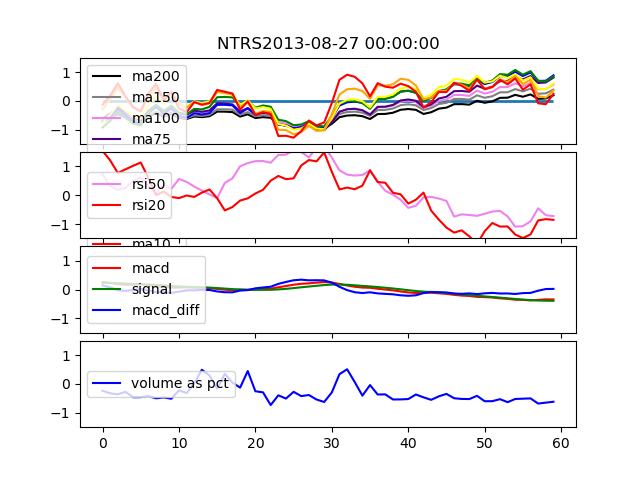 NTRS2013-08-27 00:00:00
1
0
−1
ma200
ma150
ma100
ma75
1
0
−1
rsi50
rsi20
ma10
1
0
−1
macd
signal
macd_diff
1
0
−1
volume as pct
0 10 20 30 40 50 60